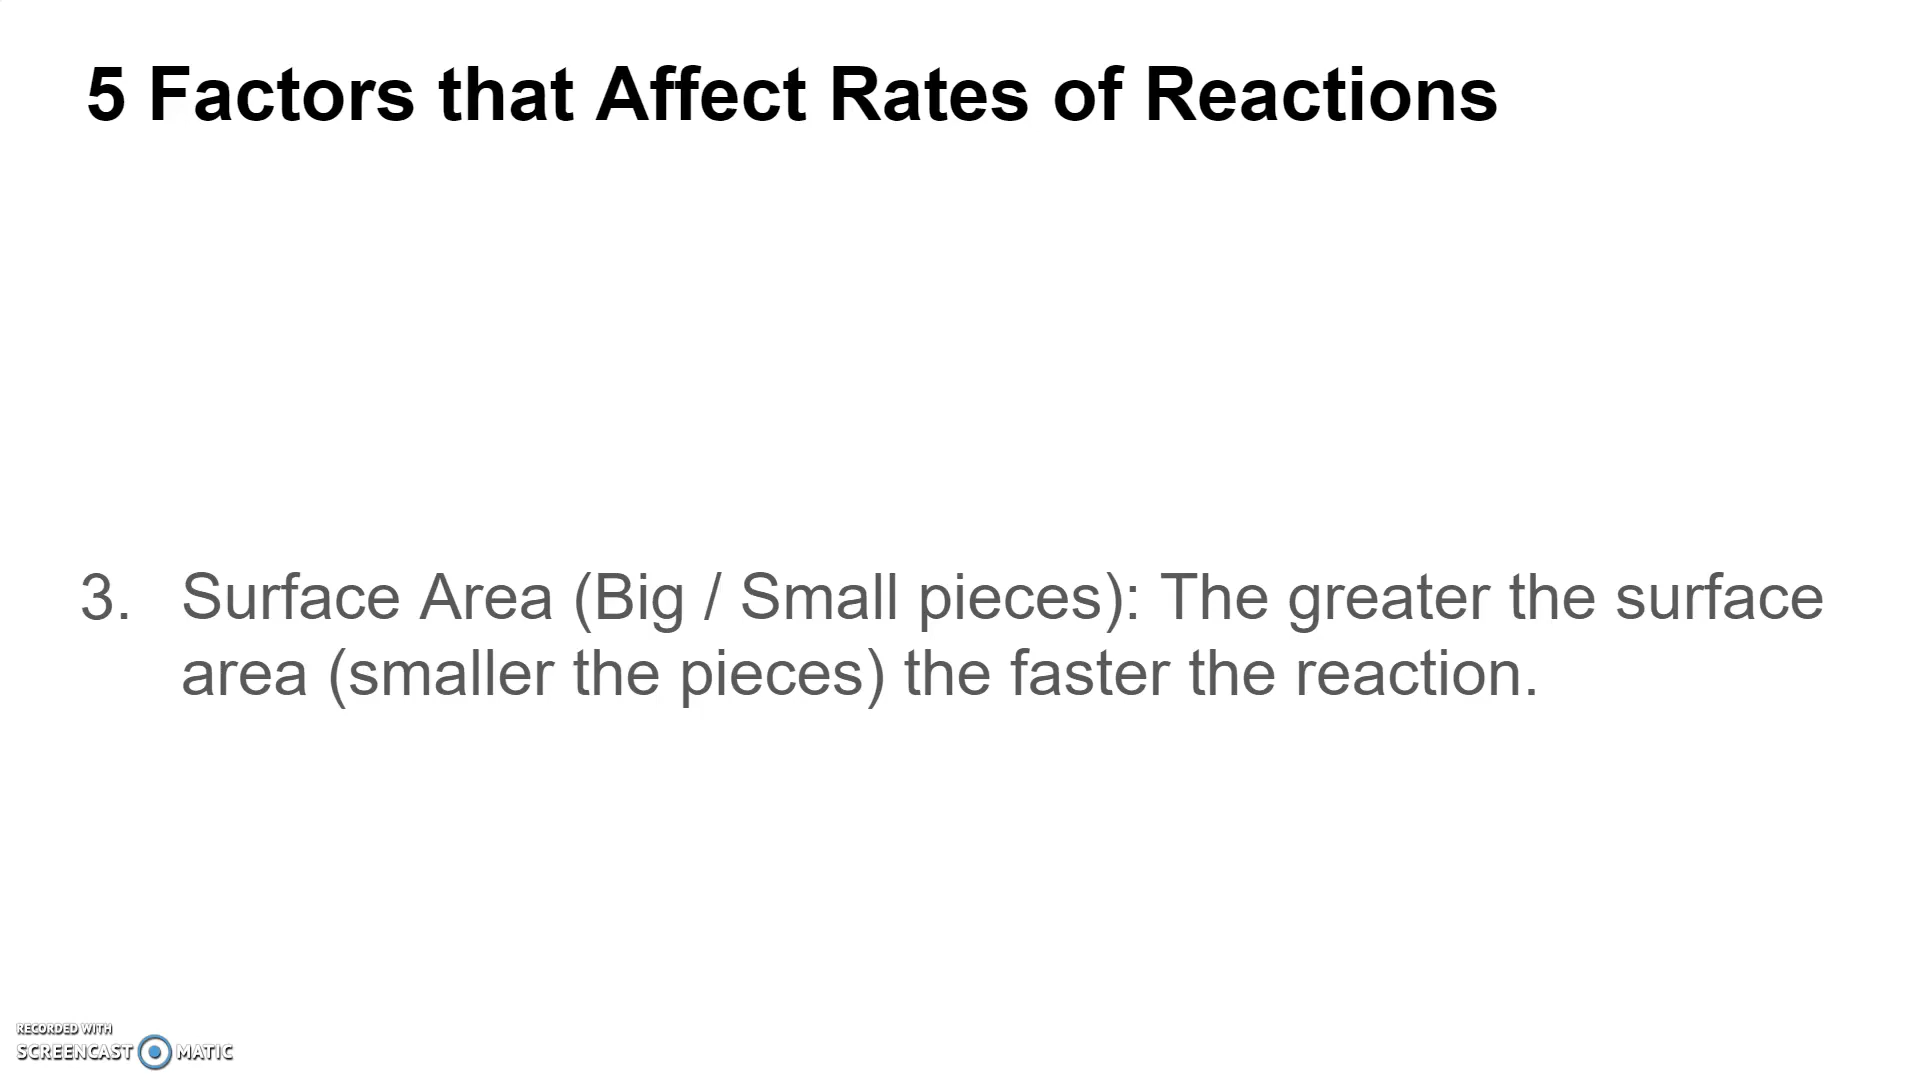 5 Factors that Affect Rates of Reactions
3. Surface Area (Big / Small pieces): The greater the surface
area (smaller the pieces) the faster the reaction.
RECORDED WITH
SCREENCAST MATIC